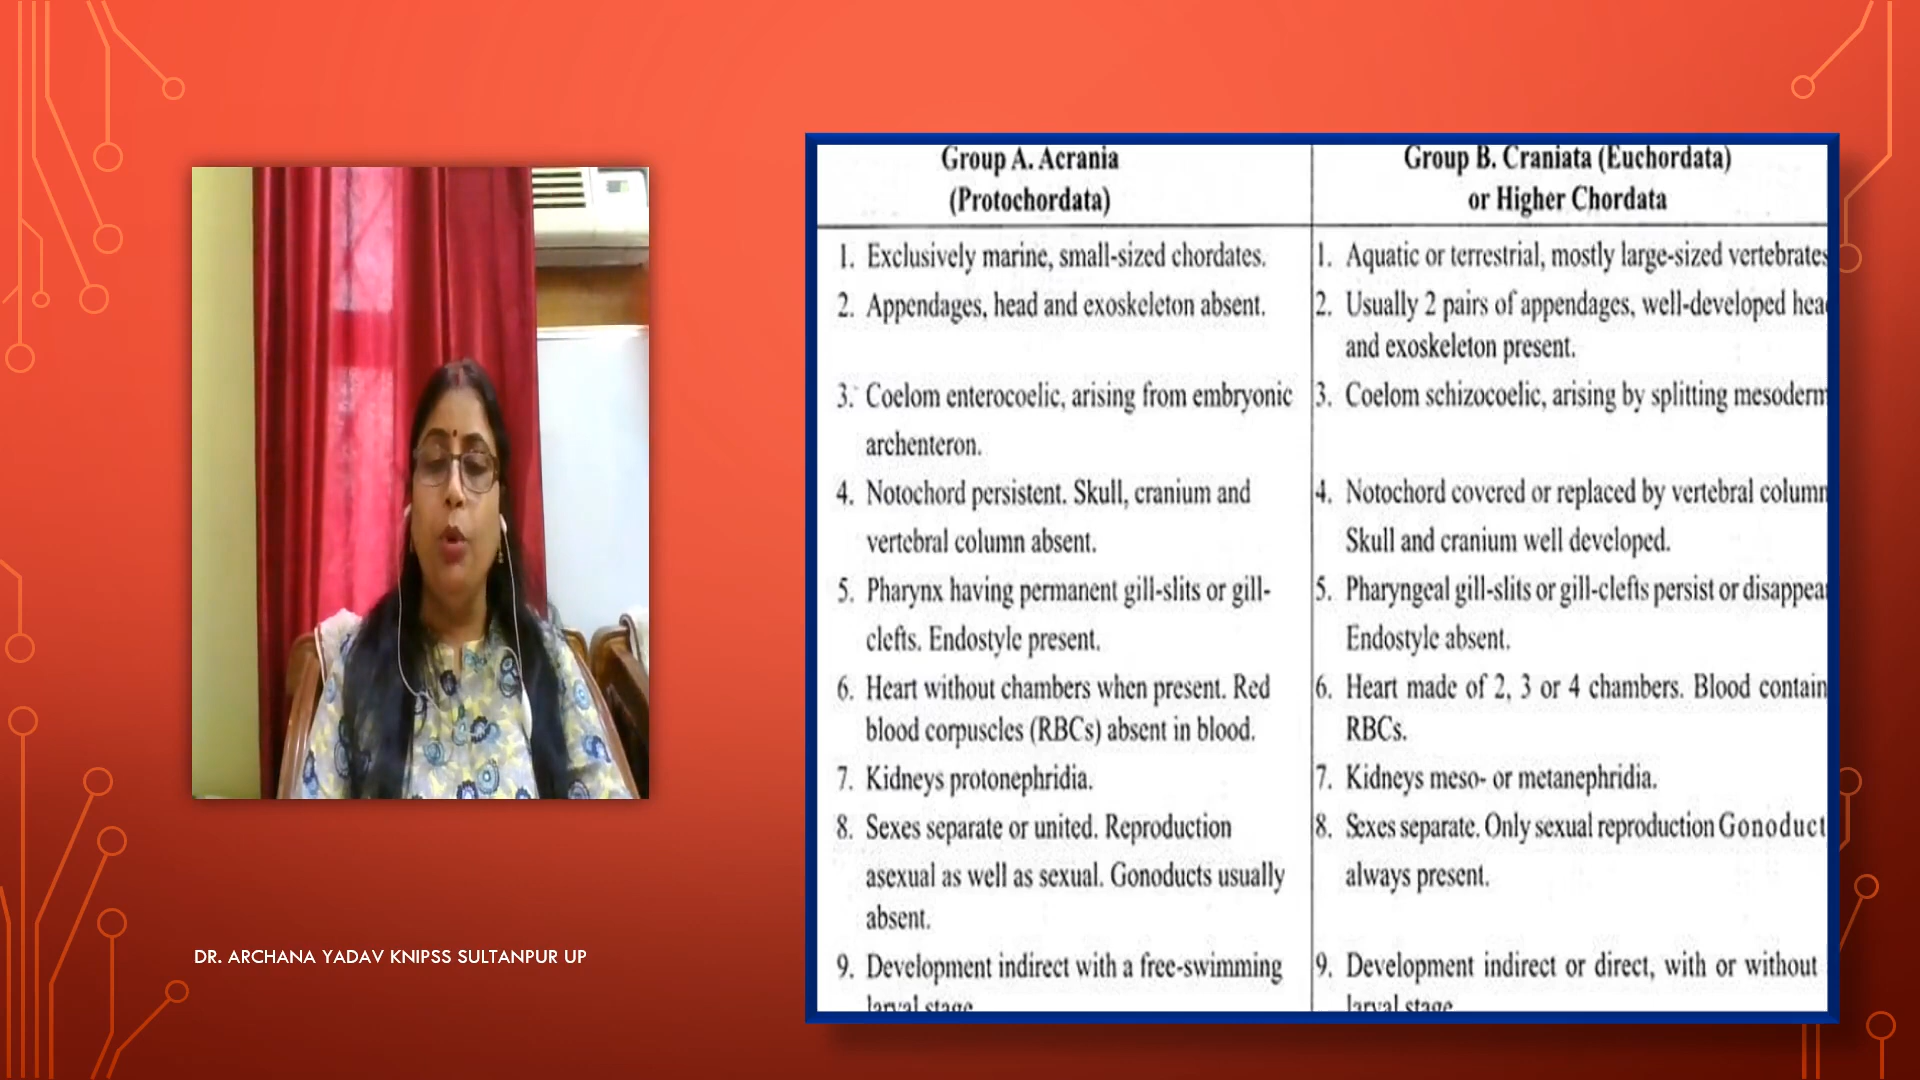 Group A. Acrania
(Protochordata)
1. Exclusively marine, small-sized chordates.
2. Appendages, head and exoskeleton absent.
3. Coelom enterocoelic, arising from embryonic
archenteron.
4. Notochord persistent. Skull, cranium and
vertebral column absent.
5. Pharynx having permanent gill-slits or gill-
clefts. Endostyle present.
6. Heart without chambers when present. Red
blood corpuscles (RBCs) absent in blood.
7. Kidneys protonephridia.
8. Sexes separate or united. Reproduction
asexual as well as sexual. Gonoducts usually
absent.
9. Development indirect with a free-swimming
larval stage
Group B. Craniata (Euchordata)
or Higher Chordata
1. Aquatic or terrestrial, mostly large-sized vertebrates
2. Usually 2 pairs of appendages, well-developed hea
and exoskeleton present.
3. Coelom schizocoelic, arising by splitting mesoderm
4. Notochord covered or replaced by vertebral column
Skull and cranium well developed.
5. Pharyngeal gill-slits or gill-clefts persist or disappear
Endostyle absent.
6. Heart made of 2, 3 or 4 chambers. Blood contain
RBCs.
7. Kidneys meso- or metanephridia.
8. Sexes separate. Only sexual reproduction Gonoduct
always present.
9. Development indirect or direct, with or without
larval stage
DR. ARCHANA YADAV KNIPSS SULTANPUR UP